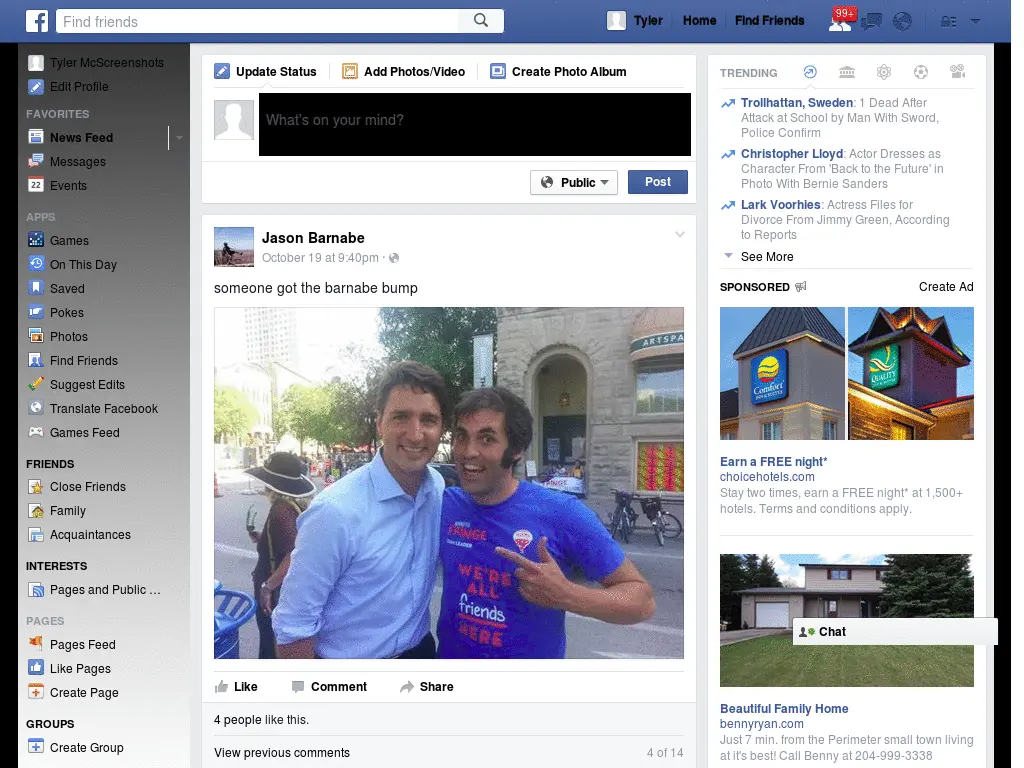 Find friends
Tyler
Home
Find Friends
99+
Tyler McScreenshots
Edit Profile
FAVORITES
News Feed
Messages
22
Events
APPS
Games
On This Day
Saved
Pokes
Photos
Find Friends
Suggest Edits
Translate Facebook
Games Feed
FRIENDS
Close Friends
Family
Acquaintances
INTERESTS
Pages and Public ...
PAGES
Pages Feed
Like Pages
Create Page
GROUPS
Create Group
Update Status
Add Photos/Video
Create Photo Album
What's on your mind?
Public
Post
Jason Barnabe
October 19 at 9:40pm ·
someone got the barnabe bump
ARTSPA
THE
FRINGE
LEADER
WE'RE
ALL
friends
HERE
Like
Comment
Share
4 people like this.
View previous comments
4 of 14
TRENDING
Trollhattan, Sweden: 1 Dead After
Attack at School by Man With Sword,
Police Confirm
Christopher Lloyd: Actor Dresses as
Character From 'Back to the Future' in
Photo With Bernie Sanders
Lark Voorhies: Actress Files for
Divorce From Jimmy Green, According
to Reports
See More
SPONSORED
Create Ad
Comfort
INN & SUITES
QUALITY
INN & SUITES
Earn a FREE night*
choicehotels.com
Stay two times, earn a FREE night* at 1,500+
hotels. Terms and conditions apply.
Chat
Beautiful Family Home
bennyryan.com
Just 7 min. from the Perimeter small town living
at it's best! Call Benny at 204-999-3338